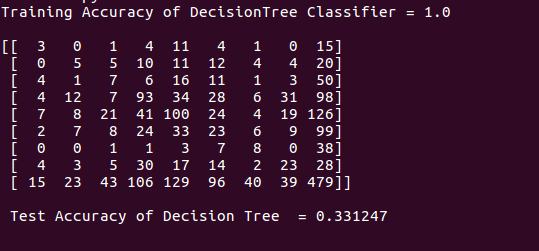 Training Accuracy of DecisionTree Classifier = 1.0
[[ 3 0 1 4 11 4 1 0 15]
[ 0 5 5 10 11 12 4 4 20]
[ 4 1 7 6 16 11 1 3 50]
[ 4 12 7 93 34 28 6 31 98]
[ 7 8 21 41 100 24 4 19 126]
[ 2 7 8 24 33 23 6 9 99]
[ 0 0 1 1 3 7 8 0 38]
[ 4 3 5 30 17 14 2 23 28]
[ 15 23 43 106 129 96 40 39 479]]
Test Accuracy of Decision Tree = 0.331247